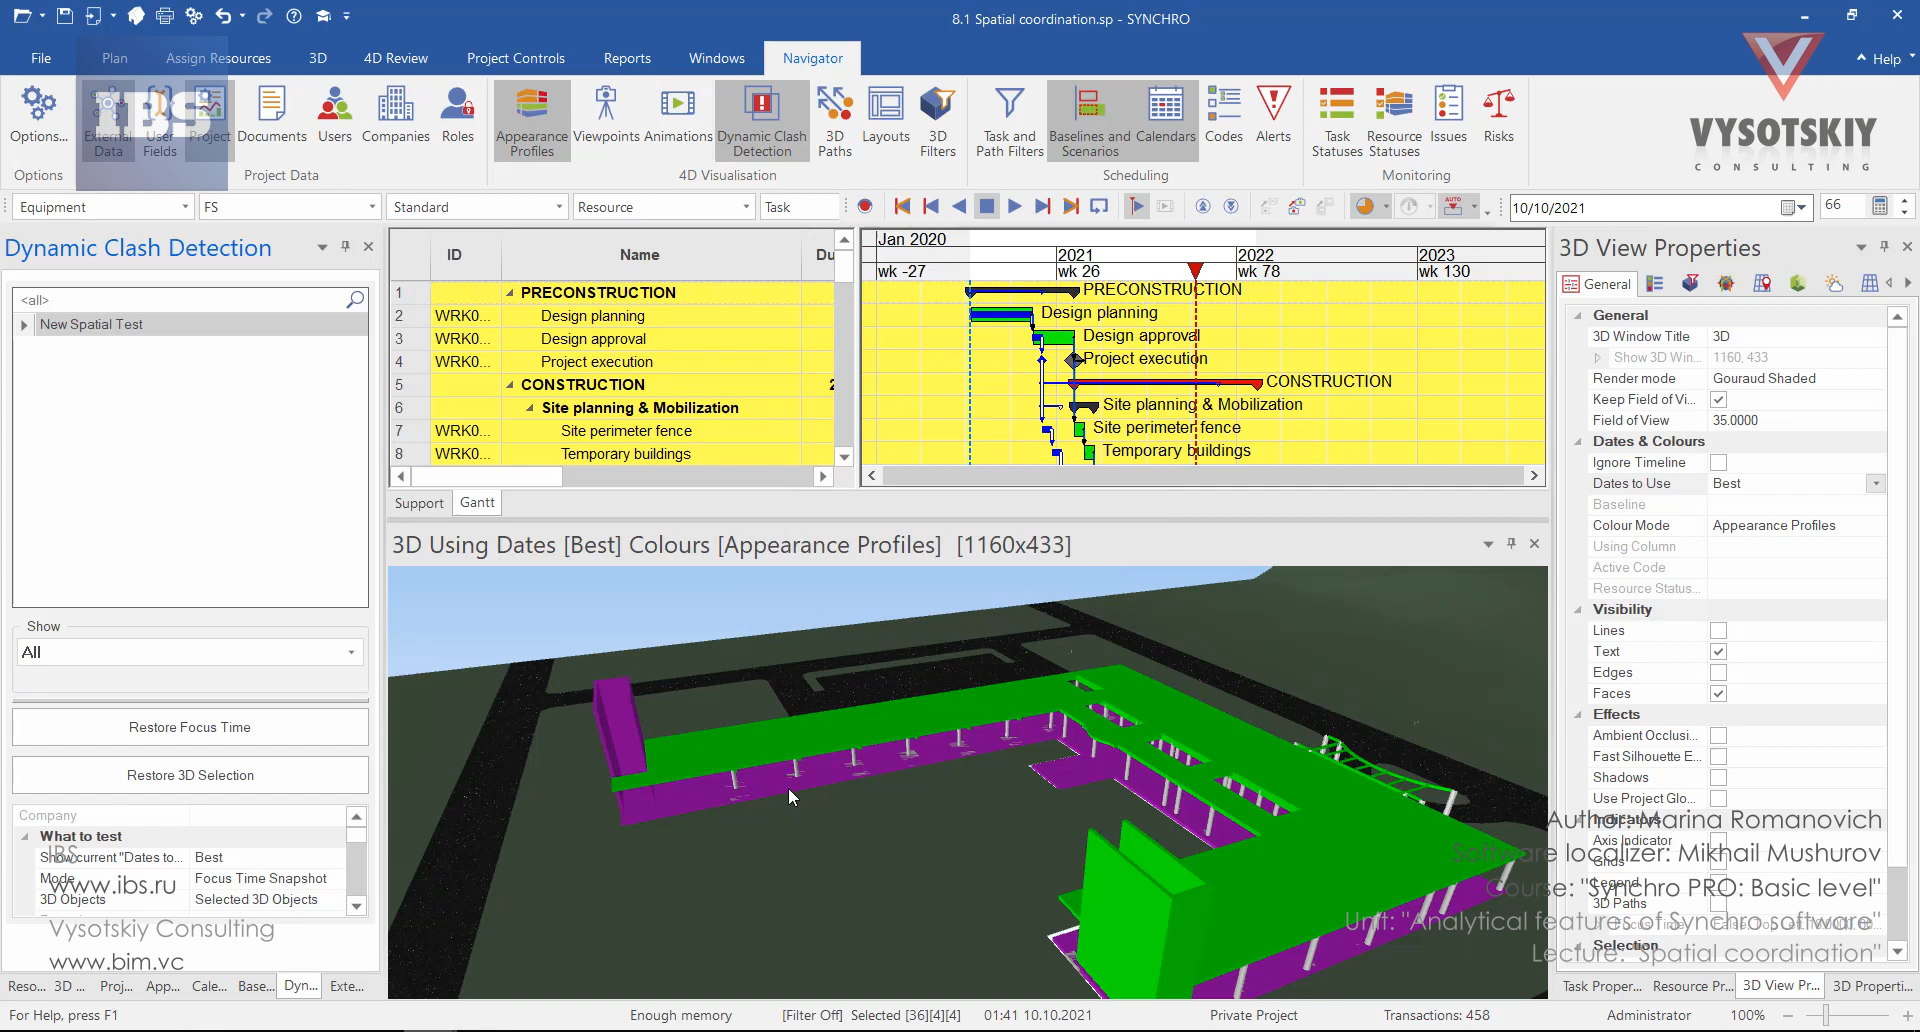 8.1 Spatial coordination.sp - SYNCHRO
File Plan Assign Resources 3D 4D Review Project Controls Reports Windows Navigator Help
Options... External Data User Fields Project Documents Users Companies Roles Appearance Profiles Viewpoints Animations Dynamic Clash Detection 3D Paths Layouts 3D Filters Task and Path Filters Baselines and Scenarios Calendars Codes Alerts Task Statuses Resource Statuses Issues Risks
IBS
VYSOTSKIY
CONSULTING
Options Project Data 4D Visualisation Scheduling Monitoring
Equipment FS Standard Resource Task AUTO 10/10/2021 66
Dynamic Clash Detection
<all>
New Spatial Test
Show
All
Restore Focus Time
Restore 3D Selection
Company
What to test
Show current "Dates to... Best
Mode Focus Time Snapshot
3D Objects Selected 3D Objects
IBS
www.ibs.ru
Vysotskiy Consulting
www.bim.vc
Reso... 3D ... Proj... App... Cale... Base... Dyn... Exte...
ID Name Du
1 PRECONSTRUCTION
2 WRK0... Design planning
3 WRK0... Design approval
4 WRK0... Project execution
5 CONSTRUCTION 2
6 Site planning & Mobilization
7 WRK0... Site perimeter fence
8 WRK0... Temporary buildings
Support Gantt
Jan 2020
2021 2022 2023
wk -27 wk 26 wk 78 wk 130
PRECONSTRUCTION
Design planning
Design approval
Project execution
CONSTRUCTION
Site planning & Mobilization
Site perimeter fence
Temporary buildings
3D Using Dates [Best] Colours [Appearance Profiles] [1160x433]
3D View Properties
General
General
3D Window Title 3D
Show 3D Win... 1160, 433
Render mode Gouraud Shaded
Keep Field of Vi...
Field of View 35.0000
Dates & Colours
Ignore Timeline
Dates to Use Best
Baseline
Colour Mode Appearance Profiles
Using Column
Active Code
Resource Status...
Visibility
Lines
Text
Edges
Faces
Effects
Ambient Occlusi...
Fast Silhouette E...
Shadows
Use Project Glo...
Indicators
Axis Indicator
Grids
Legend
3D Paths
Selection
Author: Marina Romanovich
Software localizer: Mikhail Mushurov
Course: "Synchro PRO: Basic level"
Unit: "Analytical features of Synchro software"
Lecture: "Spatial coordination"
Task Proper... Resource Pr... 3D View Pr... 3D Properti...
For Help, press F1 Enough memory [Filter Off] Selected [36][4][4] 01:41 10.10.2021 Private Project Transactions: 458 Administrator 100%